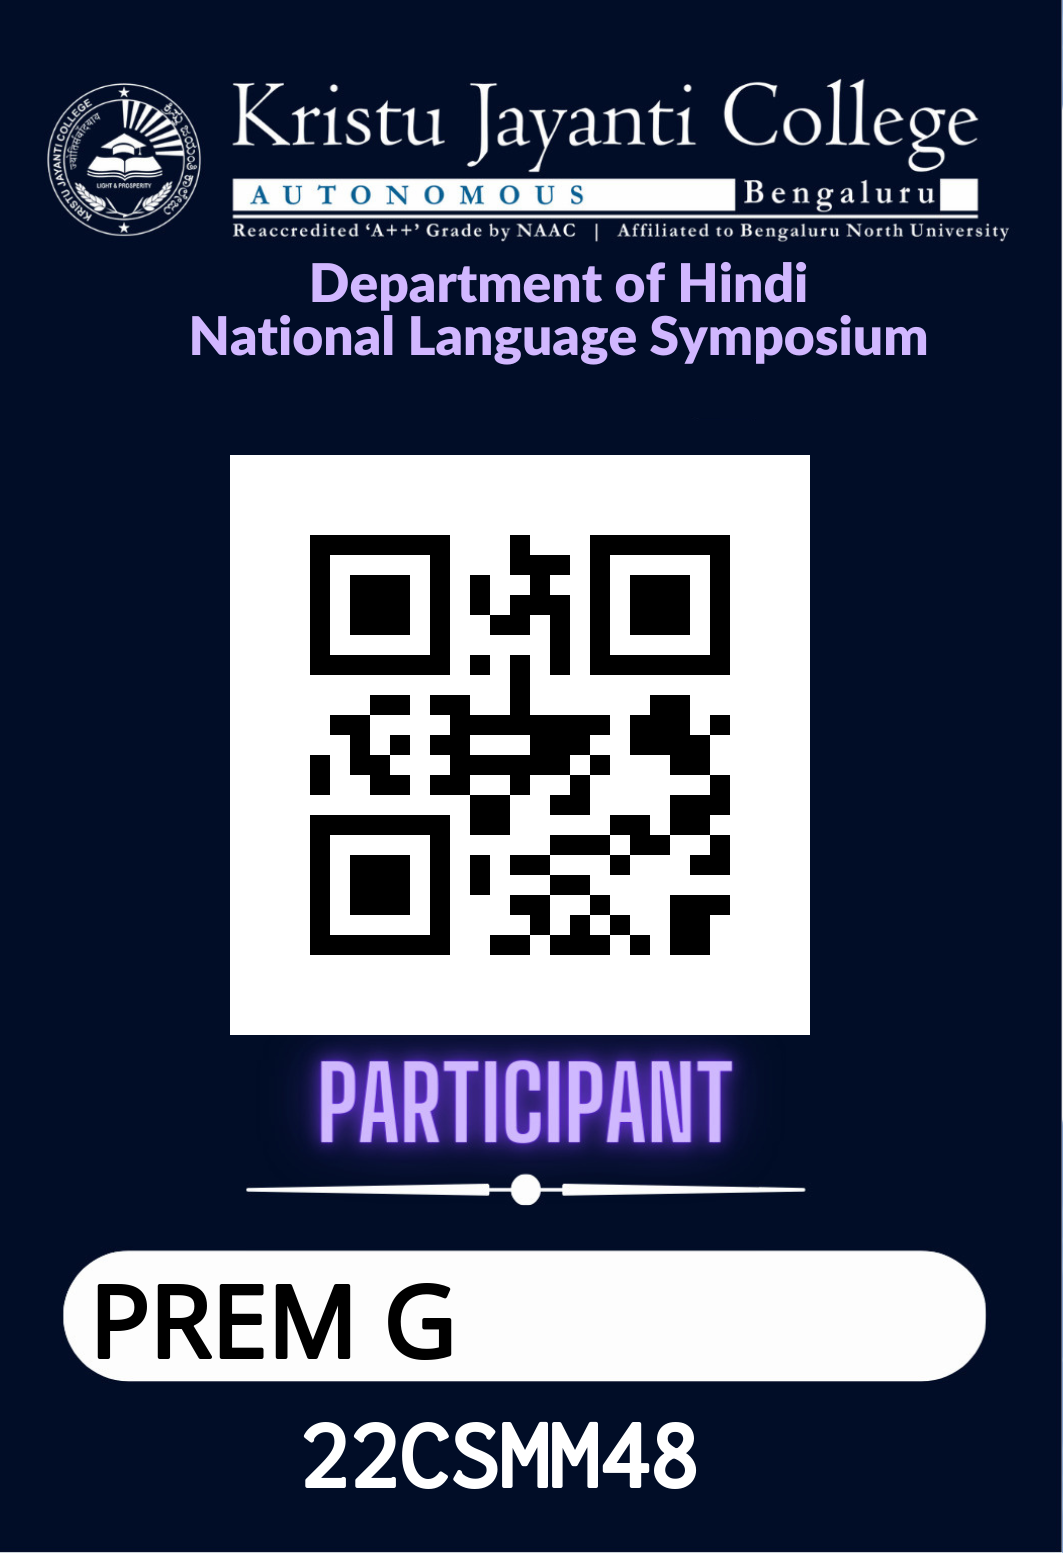 Kristu Jayanti College
AUTONOMOUS Bengaluru
Reaccredited ‘A++’ Grade by NAAC | Affiliated to Bengaluru North University
KRISTU JAYANTI COLLEGE
LIGHT & PROSPERITY
Department of Hindi
National Language Symposium
PARTICIPANT
PREM G
22CSMM48